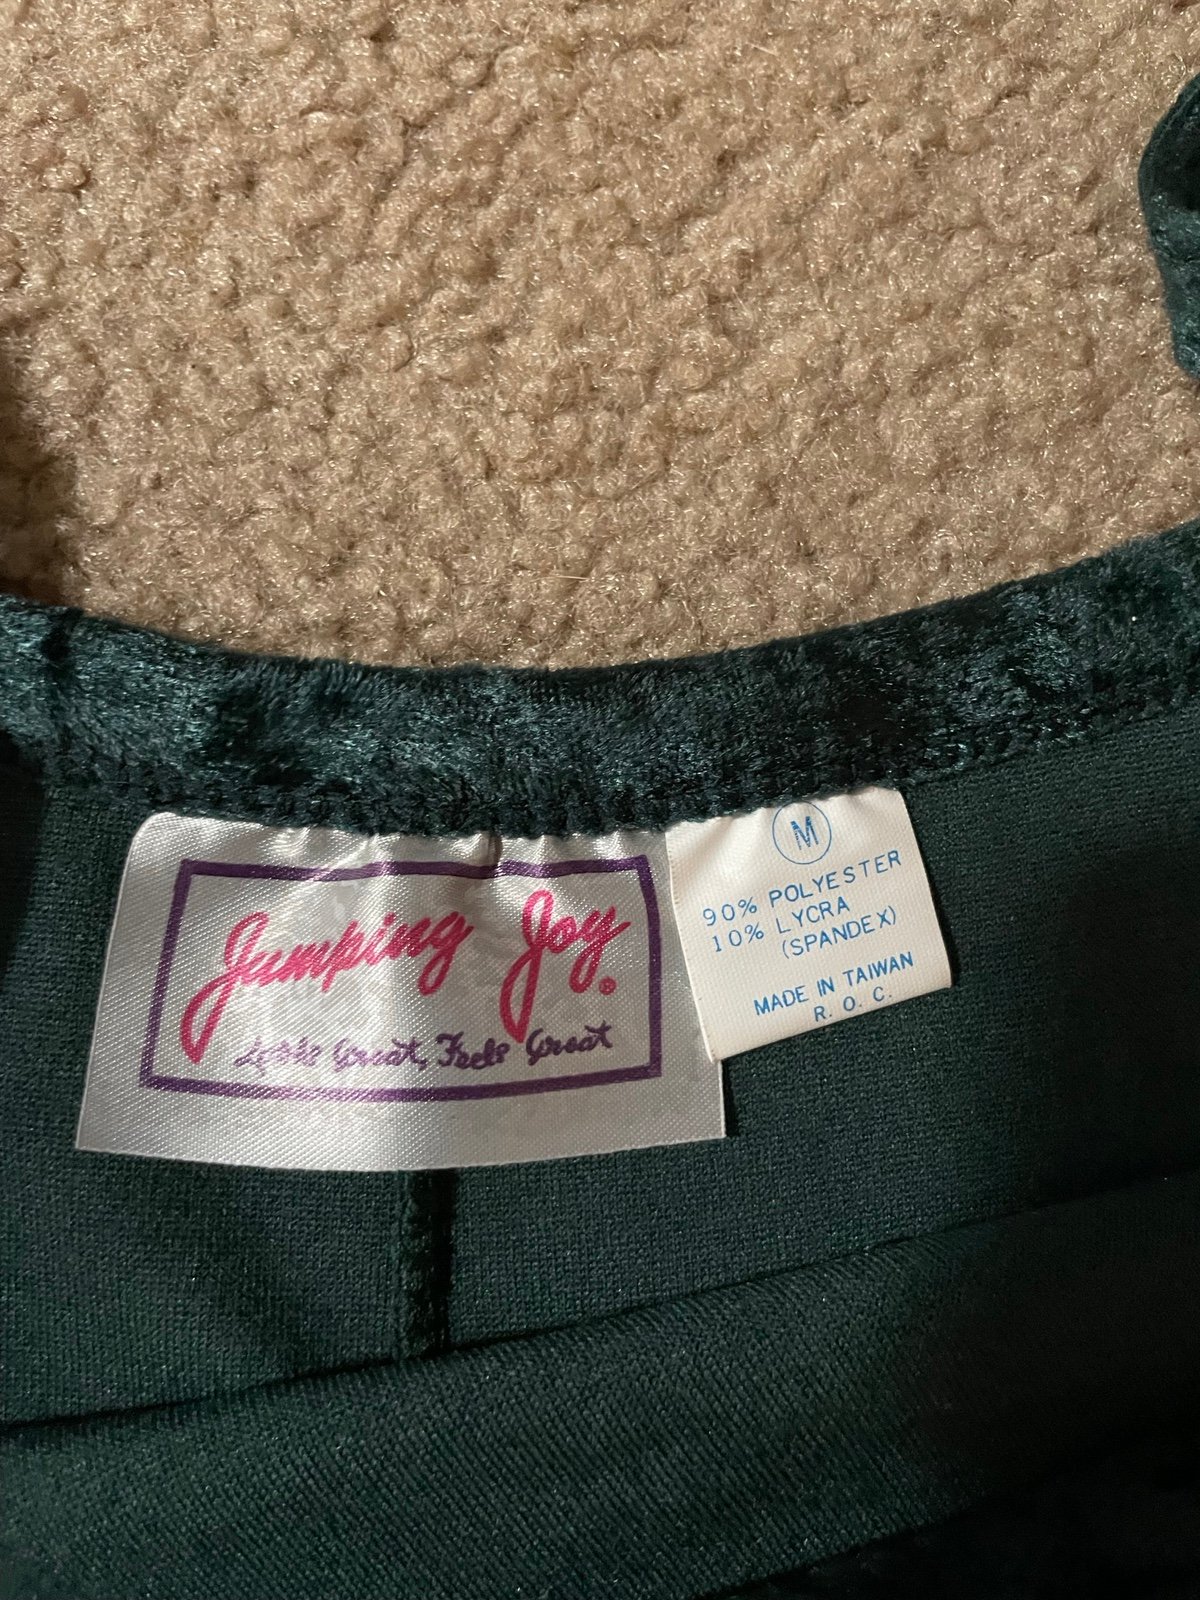 Jumping Joy®
Looks Great, Feels Great
M
90% POLYESTER
10% LYCRA
(SPANDEX)
MADE IN TAIWAN
R. O. C.